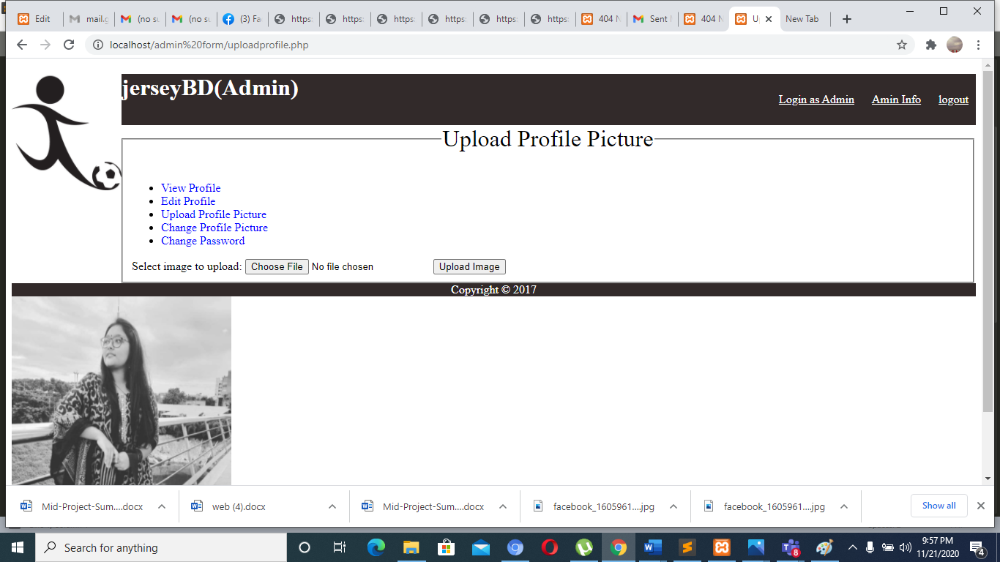 Edit
mail.g
(no su
(no su
(3) Fa
https:
https:
https:
https:
https:
https:
404 N
Sent M
404 N
Up
New Tab
localhost/admin%20form/uploadprofile.php
jerseyBD(Admin)
Login as Admin Amin Info logout
Upload Profile Picture
View Profile
Edit Profile
Upload Profile Picture
Change Profile Picture
Change Password
Select image to upload: Choose File No file chosen Upload Image
Copyright © 2017
Mid-Project-Sum....docx
web (4).docx
Mid-Project-Sum....docx
facebook_1605961....jpg
facebook_1605961....jpg
Show all
Search for anything
8
9:57 PM
11/21/2020
4